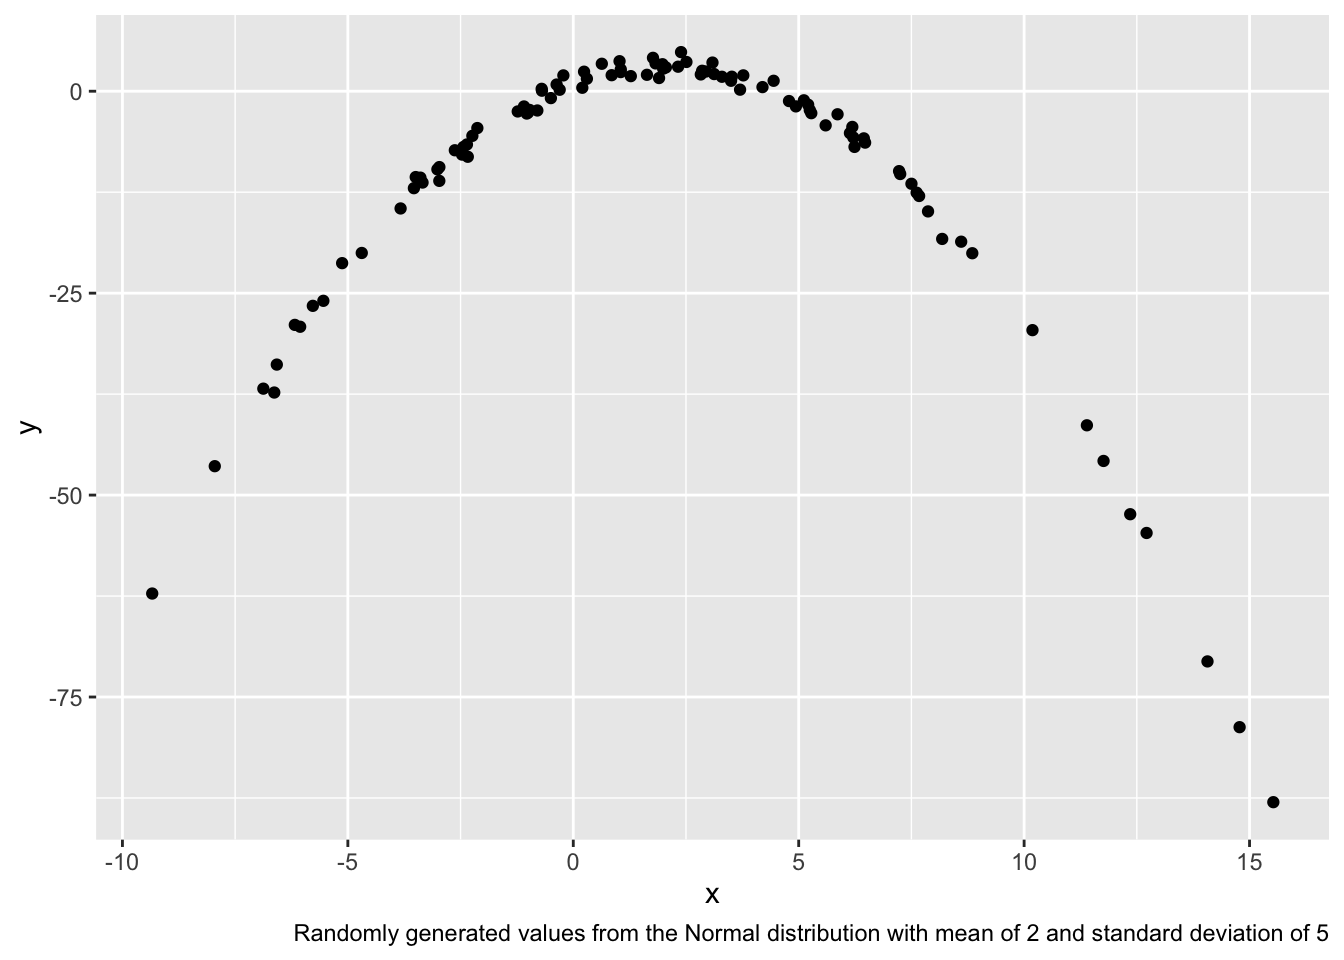 0
-25
-50
-75
y
-10 -5 0 5 10 15
x
Randomly generated values from the Normal distribution with mean of 2 and standard deviation of 5